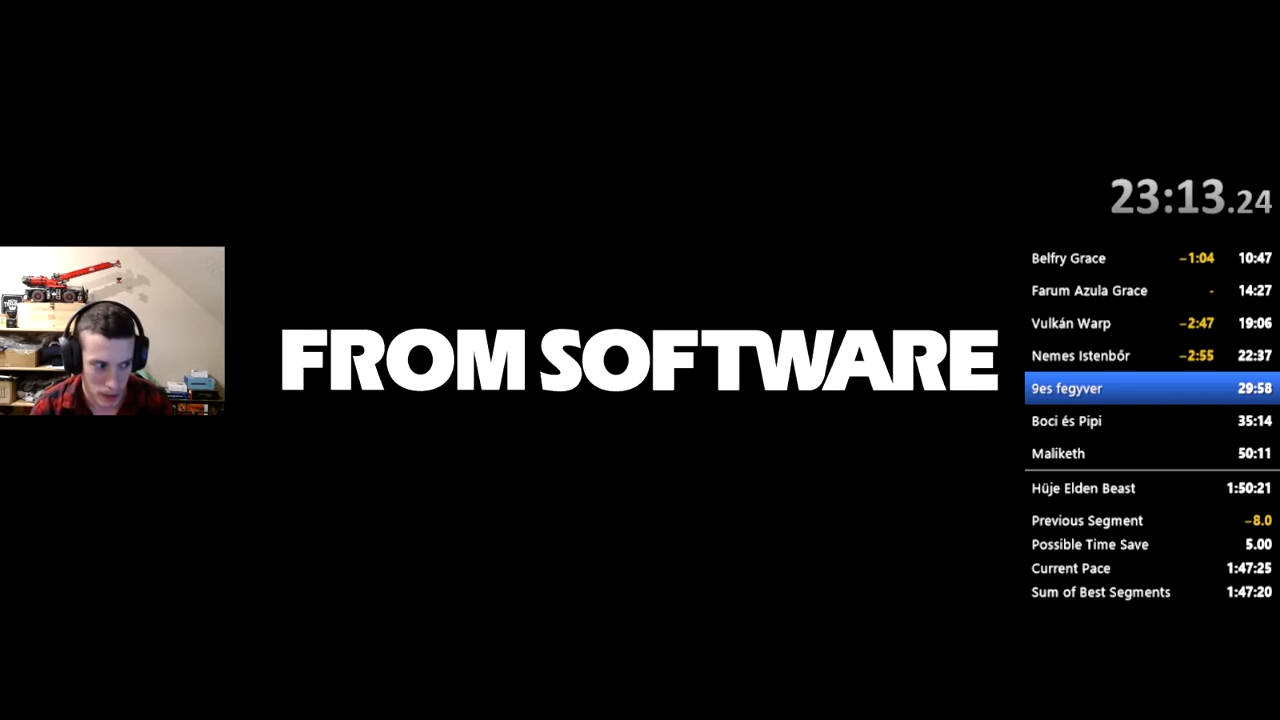 FROMSOFTWARE
23:13.24
Belfry Grace -1:04 10:47
Farum Azula Grace - 14:27
Vulkán Warp -2:47 19:06
Nemes Istenbőr -2:55 22:37
9es fegyver 29:58
Boci és Pipi 35:14
Maliketh 50:11
Hüje Elden Beast 1:50:21
Previous Segment -8.0
Possible Time Save 5.00
Current Pace 1:47:25
Sum of Best Segments 1:47:20